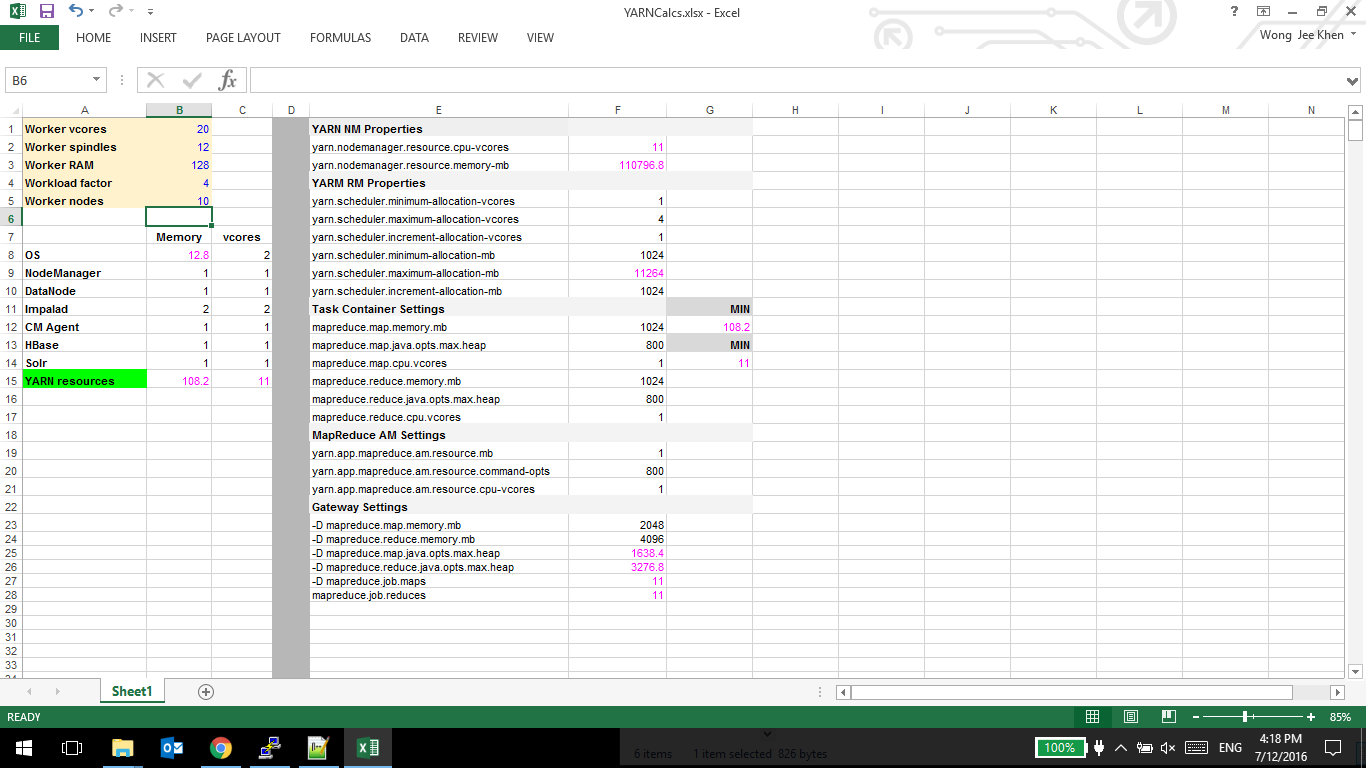 YARNCalcs.xlsx - Excel
?
FILE HOME INSERT PAGE LAYOUT FORMULAS DATA REVIEW VIEW Wong Jee Khen
B6 fx
A B C D E F G H I J K L M N
1 Worker vcores 20 YARN NM Properties
2 Worker spindles 12 yarn.nodemanager.resource.cpu-vcores 11
3 Worker RAM 128 yarn.nodemanager.resource.memory-mb 110796.8
4 Workload factor 4 YARM RM Properties
5 Worker nodes 10 yarn.scheduler.minimum-allocation-vcores 1
6 yarn.scheduler.maximum-allocation-vcores 4
7 Memory vcores yarn.scheduler.increment-allocation-vcores 1
8 OS 12.8 2 yarn.scheduler.minimum-allocation-mb 1024
9 NodeManager 1 1 yarn.scheduler.maximum-allocation-mb 11264
10 DataNode 1 1 yarn.scheduler.increment-allocation-mb 1024
11 Impalad 2 2 Task Container Settings MIN
12 CM Agent 1 1 mapreduce.map.memory.mb 1024 108.2
13 HBase 1 1 mapreduce.map.java.opts.max.heap 800 MIN
14 Solr 1 1 mapreduce.map.cpu.vcores 1 11
15 YARN resources 108.2 11 mapreduce.reduce.memory.mb 1024
16 mapreduce.reduce.java.opts.max.heap 800
17 mapreduce.reduce.cpu.vcores 1
18 MapReduce AM Settings
19 yarn.app.mapreduce.am.resource.mb 1
20 yarn.app.mapreduce.am.resource.command-opts 800
21 yarn.app.mapreduce.am.resource.cpu-vcores 1
22 Gateway Settings
23 -D mapreduce.map.memory.mb 2048
24 -D mapreduce.reduce.memory.mb 4096
25 -D mapreduce.map.java.opts.max.heap 1638.4
26 -D mapreduce.reduce.java.opts.max.heap 3276.8
27 -D mapreduce.job.maps 11
28 mapreduce.job.reduces 11
29
30
31
32
33
Sheet1
READY 85%
6 items 1 item selected 826 bytes
100% ENG 4:18 PM
7/12/2016